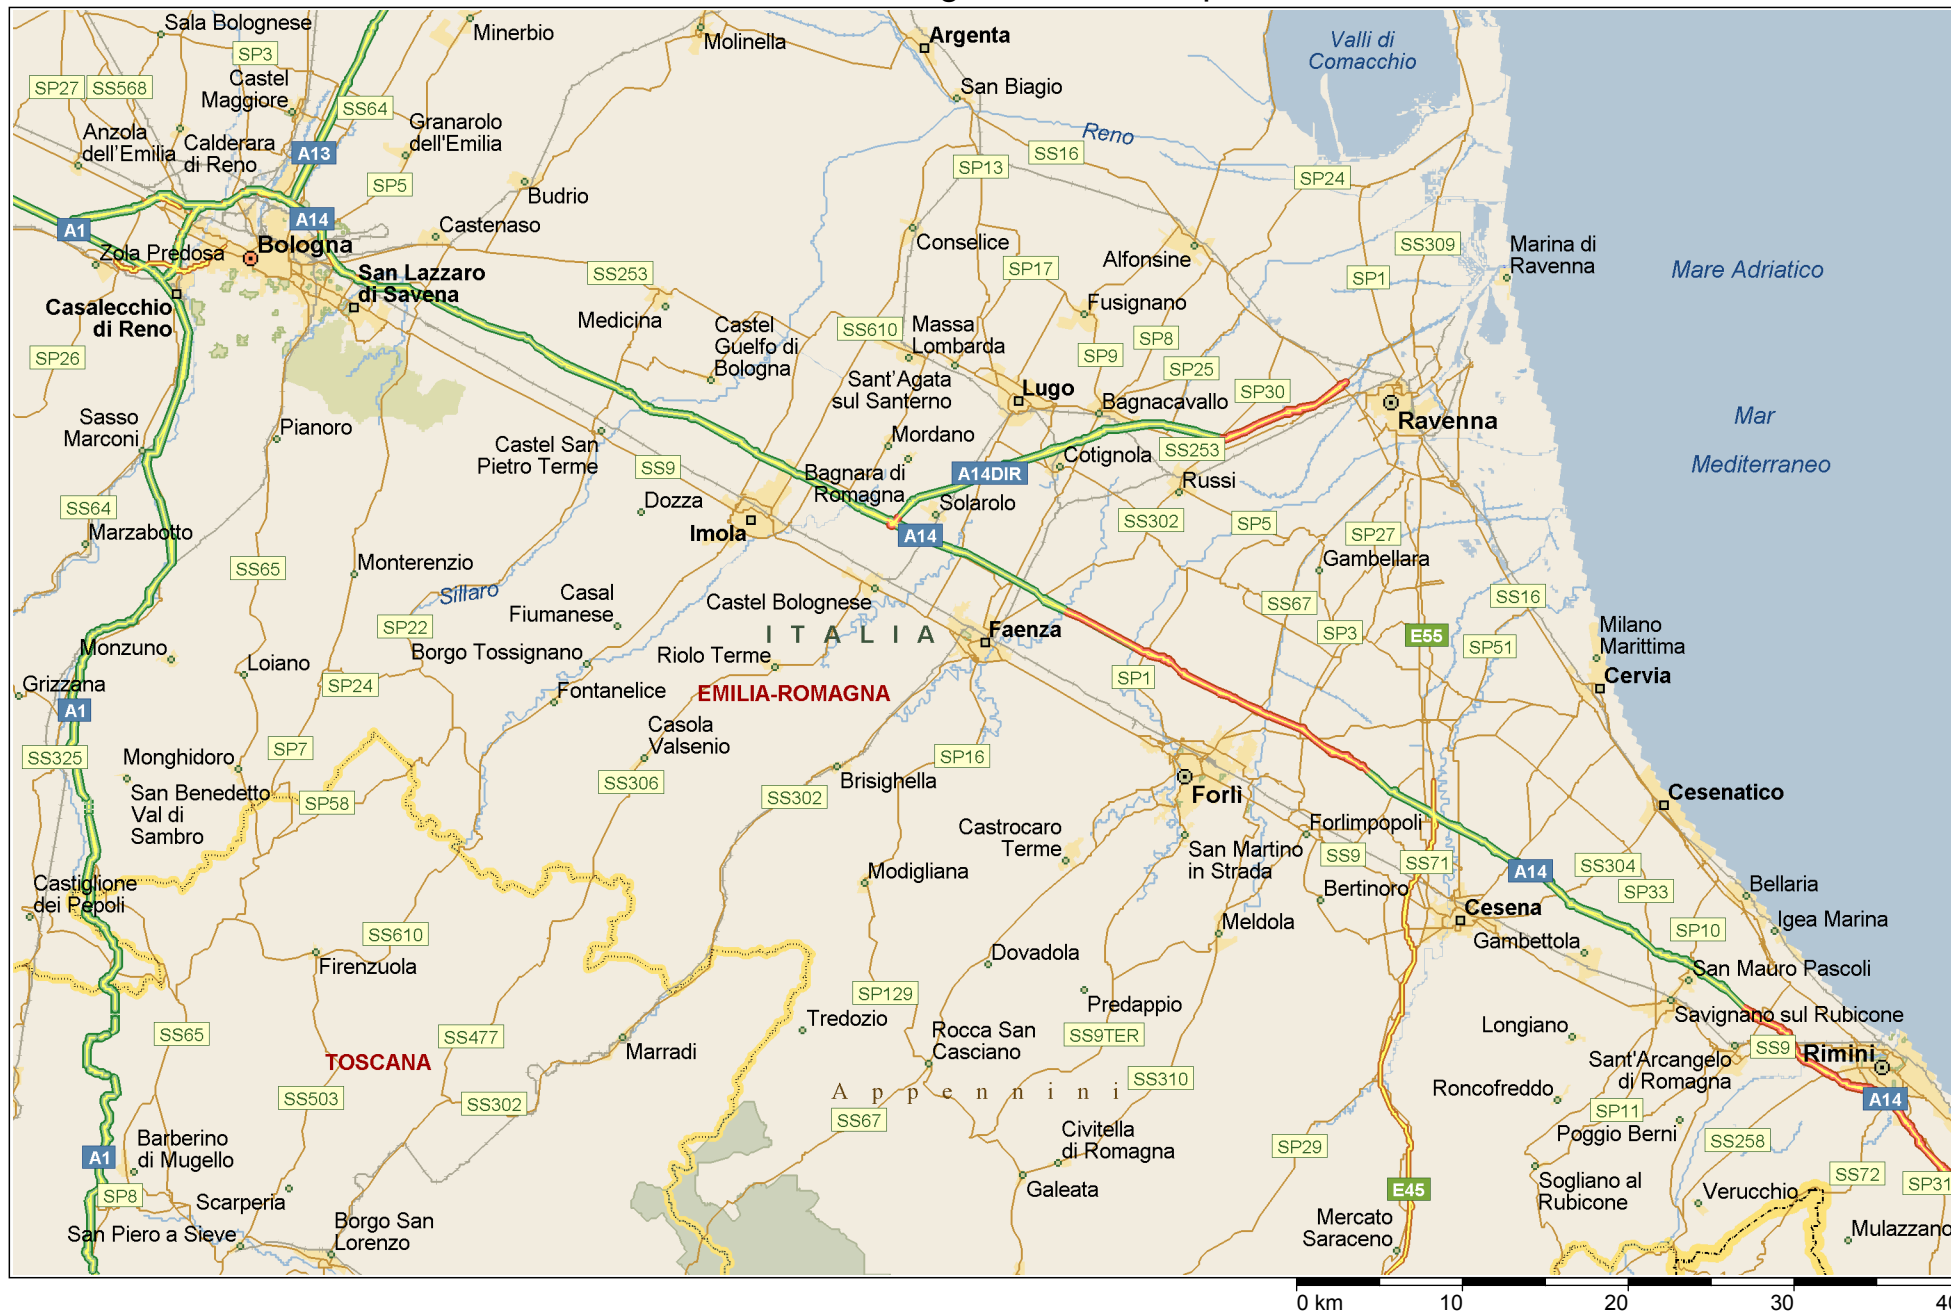 Sala Bolognese
Minerbio
Molinella
Argenta
Valli di
Comacchio
SP3
SP27
SS568
Castel
Maggiore
SS64
San Biagio
Granarolo
dell'Emilia
Anzola
dell'Emilia
Calderara
di Reno
A13
Reno
SS16
SP13
SP24
SP5
Budrio
A14
A1
Castenaso
Zola Predosa
Bologna
Conselice
Alfonsine
SS309
Marina di
Ravenna
Mare Adriatico
San Lazzaro
di Savena
SS253
SP17
SP1
Casalecchio
di Reno
Medicina
Fusignano
Castel
Guelfo di
Bologna
SS610
Massa
Lombarda
SP8
SP9
SP26
SP25
Sant'Agata
sul Santerno
Lugo
SP30
Bagnacavallo
Ravenna
Mar
Mediterraneo
Sasso
Marconi
Pianoro
Castel San
Pietro Terme
Mordano
SS253
Cotignola
SS9
Bagnara di
Romagna
A14DIR
Russi
Dozza
Solarolo
SS64
Marzabotto
Imola
A14
SS302
SP5
SP27
Gambellara
SS65
Monterenzio
Sillaro
Casal
Fiumanese
Castel Bolognese
SS67
SS16
SP22
ITALIA
Faenza
SP3
E55
SP51
Milano
Marittima
Cervia
Monzuno
Loiano
Borgo Tossignano
Riolo Terme
Grizzana
SP24
Fontanelice
EMILIA-ROMAGNA
SP1
A1
Casola
Valsenio
SS325
Monghidoro
SP7
SP16
SS306
Brisighella
San Benedetto
Val di
Sambro
SP58
SS302
Forlì
Cesenatico
Castrocaro
Terme
Forlimpopoli
San Martino
in Strada
SS9
SS71
A14
SS304
Modigliana
Bertinoro
SP33
Bellaria
Castiglione
dei Pepoli
Cesena
Igea Marina
Meldola
SS610
SP10
Gambettola
Firenzuola
Dovadola
San Mauro Pascoli
SP129
Predappio
Savignano sul Rubicone
Tredozio
Longiano
SS65
SS477
Rocca San
Casciano
SS9TER
Marradi
SS9
Rimini
Sant'Arcangelo
di Romagna
TOSCANA
SS310
Roncofreddo
Appennini
SS503
SS302
A14
SP11
SS67
Poggio Berni
Civitella
di Romagna
SS258
SP29
Barberino
di Mugello
A1
SS72
SP8
Sogliano al
Rubicone
SP31
Galeata
E45
Verucchio
Scarperia
San Piero a Sieve
Borgo San
Lorenzo
Mercato
Saraceno
Mulazzano
0 km 10 20 30